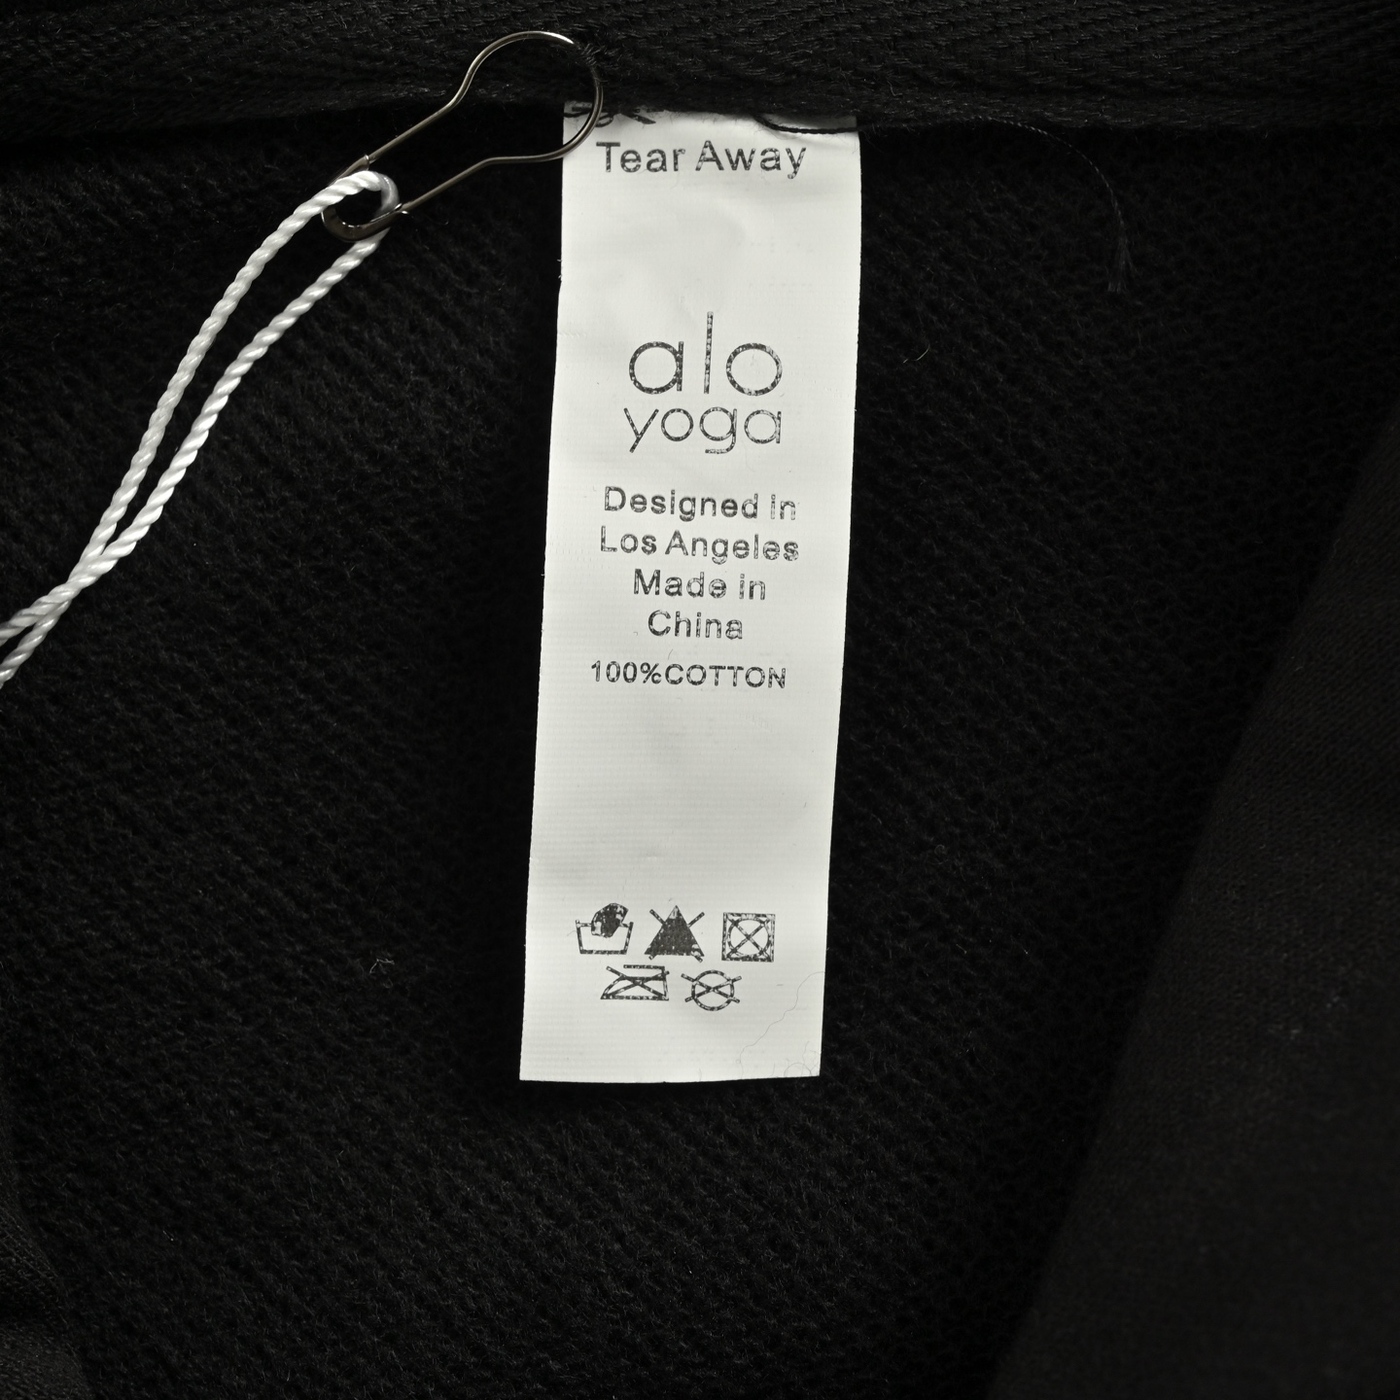 Tear Away
alo
yoga
Designed in
Los Angeles
Made in
China
100%COTTON